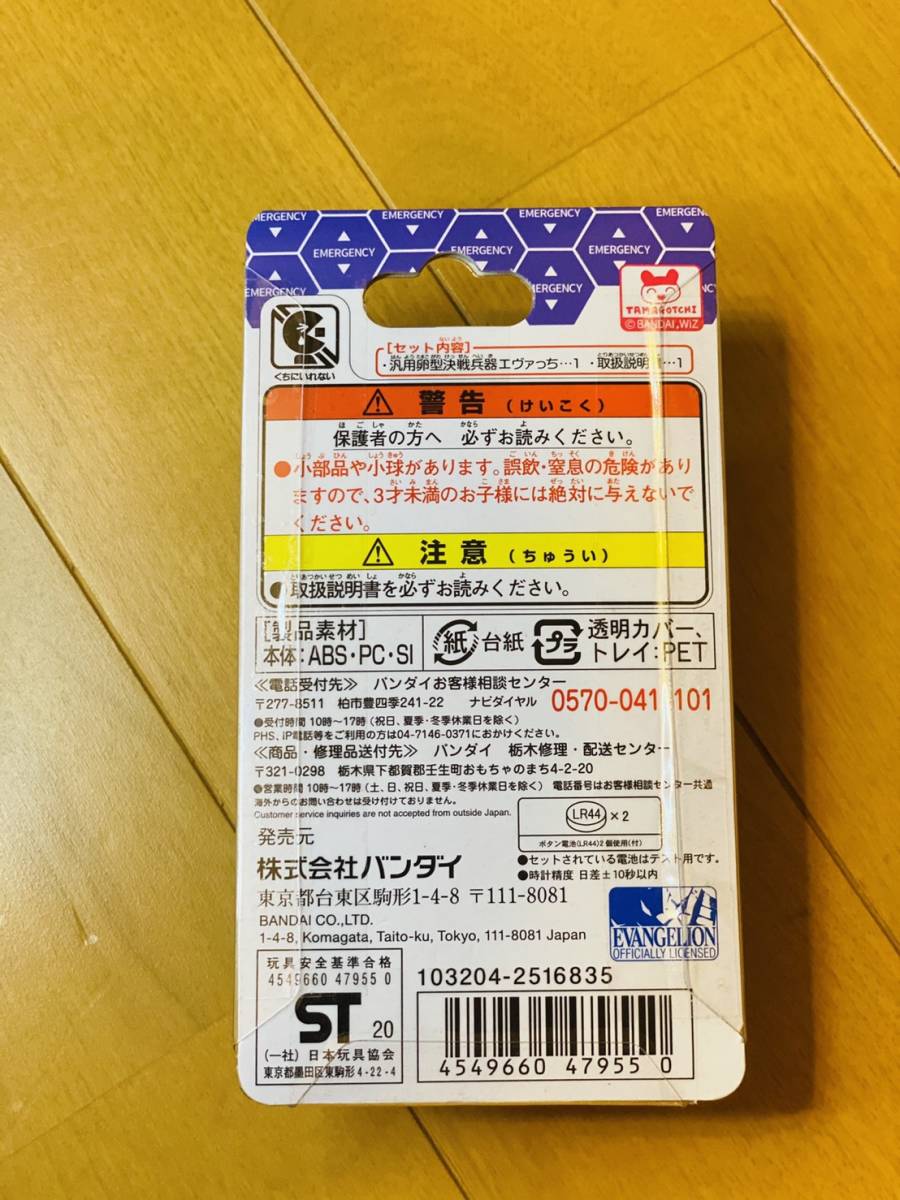 EMERGENCY EMERGENCY EMERGENCY EMERGENCY
EMERGENCY EMERGENCY EMERGENCY
EMERGENCY
TAMAGOTCHI
©BANDAI,WiZ
くちにいれない
[セット内容]
・汎用卵型決戦兵器エヴァっち…1 ・取扱説明書…1
警告 (けいこく)
保護者の方へ 必ずお読みください。
●小部品や小球があります。誤飲・窒息の危険があり
ますので、3才未満のお子様には絶対に与えないで
ください。
注意 (ちゅうい)
●取扱説明書を必ずお読みください。
[製品素材]
本体:ABS・PC・SI
紙 台紙
プラ 透明カバー、
トレイ:PET
≪電話受付先≫ バンダイお客様相談センター
〒277-8511 柏市豊四季241-22 ナビダイヤル 0570-041-101
●受付時間 10時〜17時(祝日、夏季・冬季休業日を除く)
PHS、IP電話等をご利用の方は04-7146-0371におかけください。
≪商品・修理品送付先≫ バンダイ 栃木修理・配送センター
〒321-0298 栃木県下都賀郡壬生町おもちゃのまち4-2-20
●営業時間 10時〜17時(土、日、祝日、夏季・冬季休業日を除く) 電話番号はお客様相談センター共通
海外からのお問い合わせは受け付けておりません。
Customer service inquiries are not accepted from outside Japan.
LR44 ×2
ボタン電池(LR44)2個使用(付)
発売元
株式会社バンダイ
●セットされている電池はテスト用です。
●時計精度 日差±10秒以内
東京都台東区駒形1-4-8 〒111-8081
BANDAI CO.,LTD.
1-4-8, Komagata, Taito-ku, Tokyo, 111-8081 Japan
EVANGELION
OFFICIALLY LICENSED
玩具安全基準合格
4549660 47955 0
ST 20
(一社)日本玩具協会
東京都墨田区東駒形4-22-4
103204-2516835
4549660 479550